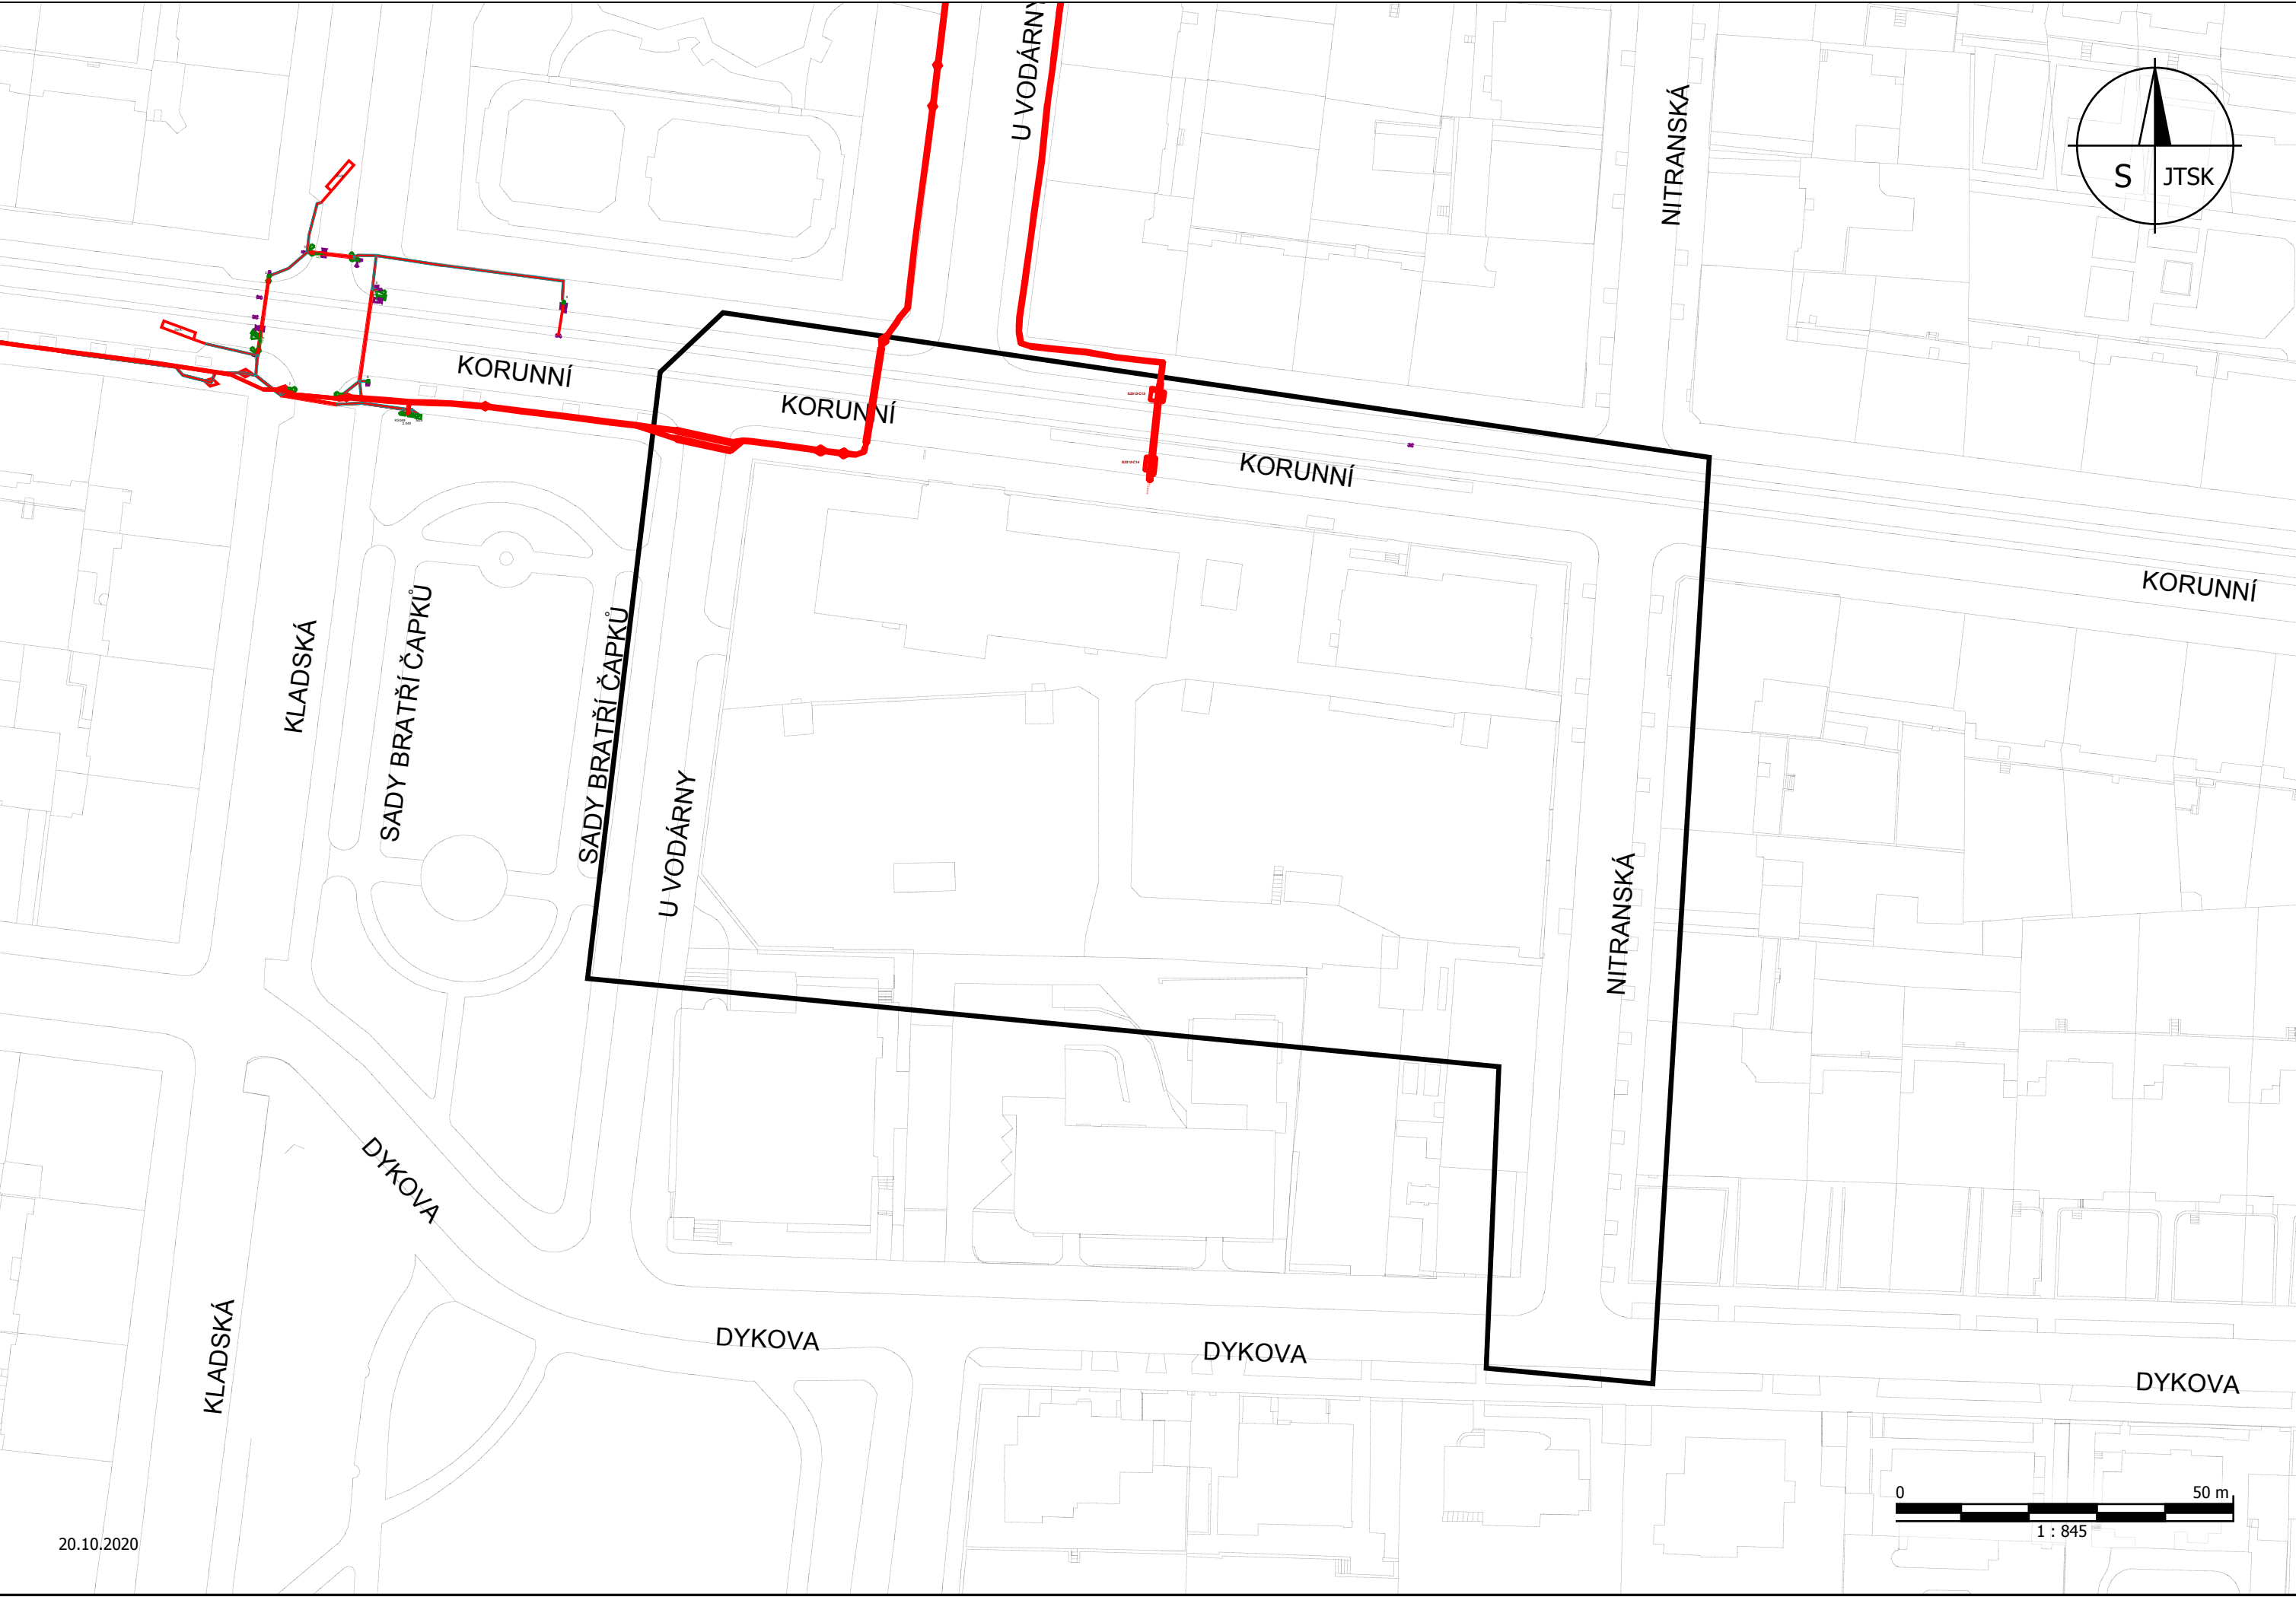 U VODÁRNY
NITRANSKÁ
S JTSK
KORUNNÍ
KORUNNÍ
KORUNNÍ
KORUNNÍ
KLADSKÁ
SADY BRATŘÍ ČAPKŮ
SADY BRATŘÍ ČAPKŮ
U VODÁRNY
NITRANSKÁ
DYKOVA
KLADSKÁ
DYKOVA
DYKOVA
DYKOVA
0 50 m
1 : 845
20.10.2020